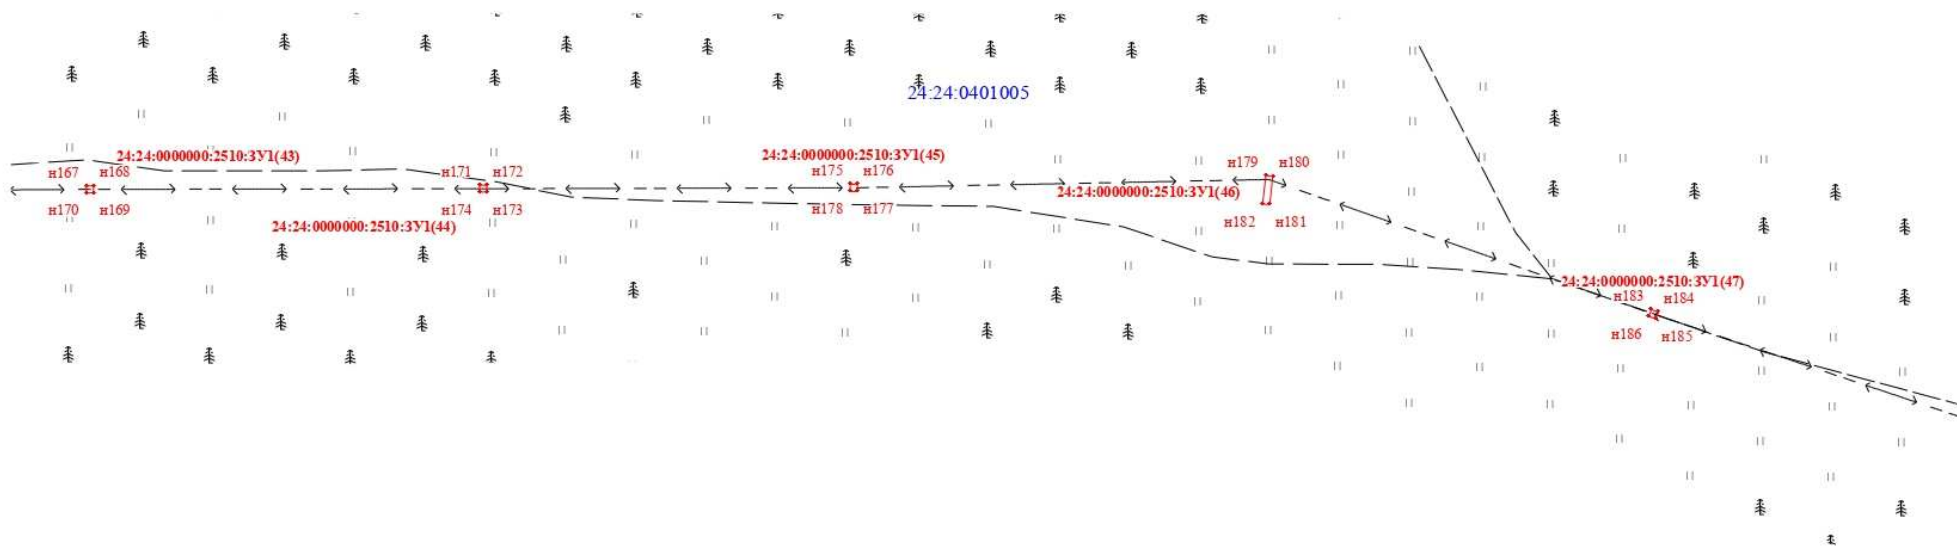 24:24:0401005
24:24:0000000:2510:ЗУ1(43)
н167 н168
н170 н169
24:24:0000000:2510:ЗУ1(44)
н171 н172
н174 н173
24:24:0000000:2510:ЗУ1(45)
н175 н176
н178 н177
24:24:0000000:2510:ЗУ1(46)
н179 н180
н182 н181
24:24:0000000:2510:ЗУ1(47)
н183 н184
н186 н185